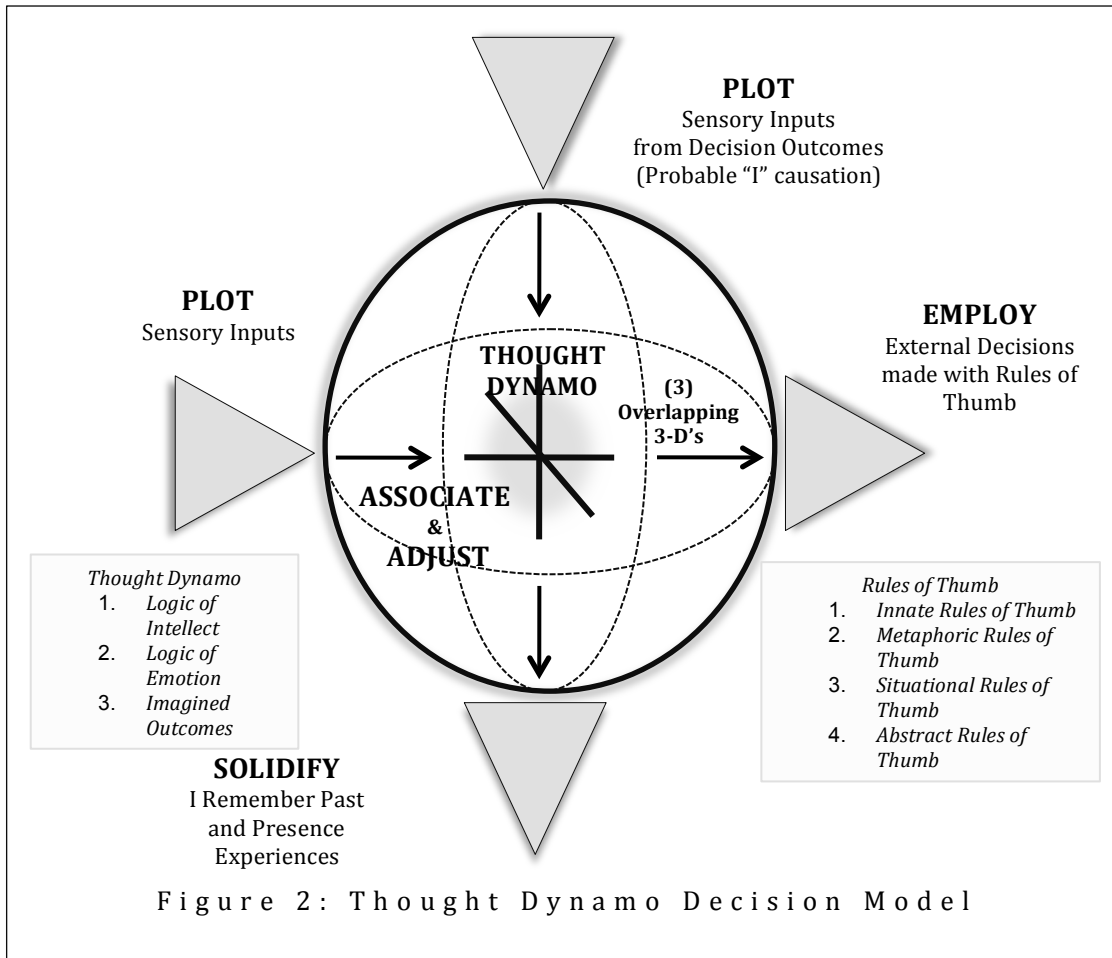 PLOT
Sensory Inputs
from Decision Outcomes
(Probable “I” causation)
PLOT
Sensory Inputs
EMPLOY
External Decisions
made with Rules of
Thumb
THOUGHT
DYNAMO
(3)
Overlapping
3-D’s
ASSOCIATE
&
ADJUST
Thought Dynamo
1. Logic of
Intellect
2. Logic of
Emotion
3. Imagined
Outcomes
Rules of Thumb
1. Innate Rules of Thumb
2. Metaphoric Rules of
Thumb
3. Situational Rules of
Thumb
4. Abstract Rules of
Thumb
SOLIDIFY
I Remember Past
and Presence
Experiences
Figure 2: Thought Dynamo Decision Model